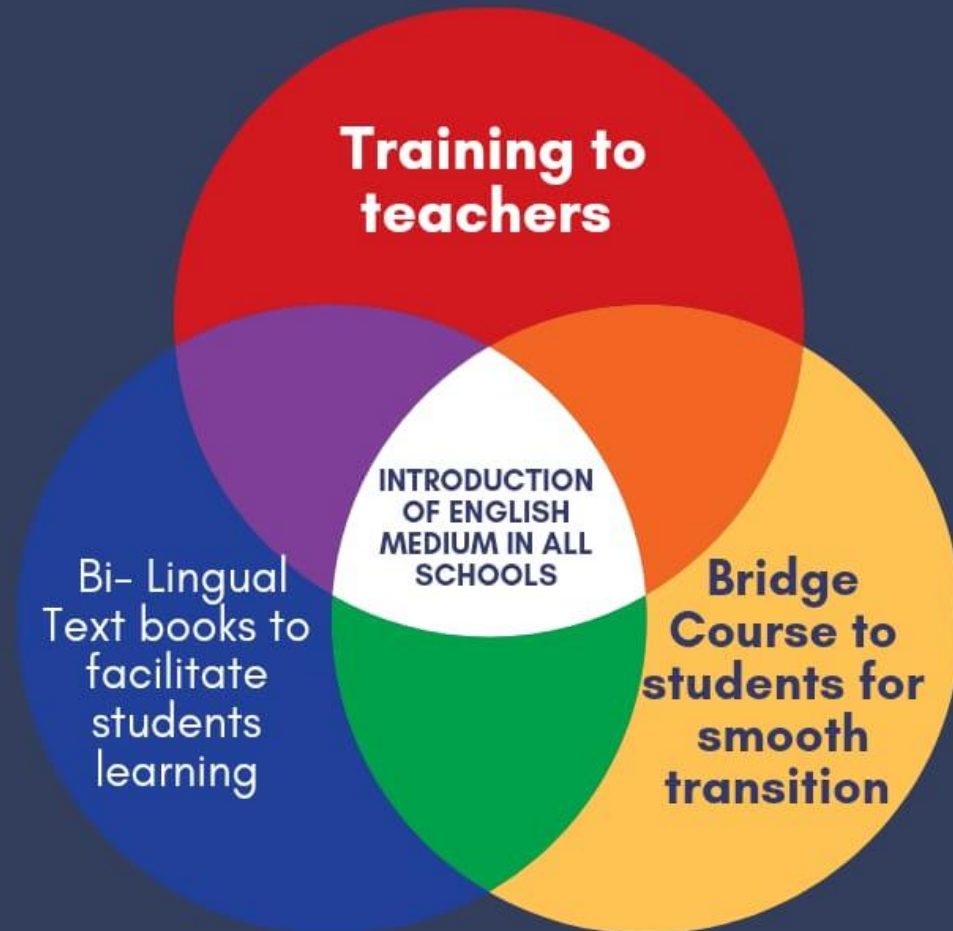 Training to
teachers
INTRODUCTION
OF ENGLISH
MEDIUM IN ALL
SCHOOLS
Bi- Lingual
Text books to
facilitate
students
learning
Bridge
Course to
students for
smooth
transition